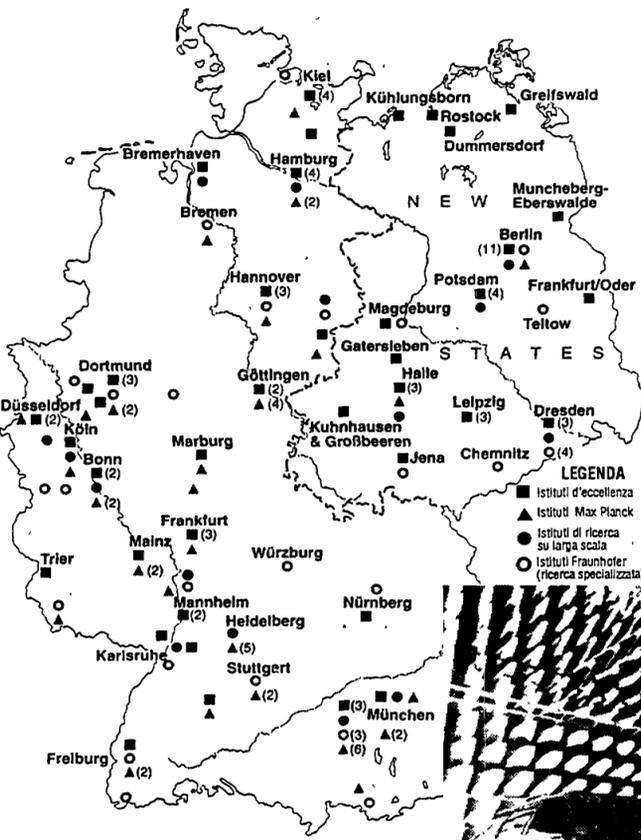 Kiel
(4)
Kühlungsborn
Greifswald
Rostock
Dummersdorf
Bremerhaven
Hamburg
(4)
(2)
Muncheberg-
Eberswalde
N E W
Bremen
Berlin
(11)
Hannover
(3)
Potsdam
(4)
Frankfurt/Oder
Magdeburg
Teltow
Gatersleben
S T A T E S
Dortmund
(3)
(2)
Göttingen
(2)
(4)
Halle
(3)
Düsseldorf
(2)
Leipzig
(3)
Dresden
(3)
(4)
Köln
Kuhnhausen
& Großbeeren
Marburg
Bonn
(2)
(2)
Jena
Chemnitz
LEGENDA
Istituti d'eccellenza
Istituti Max Planck
Istituti di ricerca
su larga scala
Istituti Fraunhofer
(ricerca specializzata)
Frankfurt
(3)
Mainz
(2)
Würzburg
Trier
Mannheim
(2)
Nürnberg
Heidelberg
(5)
Karlsruhe
Stuttgert
(2)
(3)
München
(3)
(2)
(6)
Freiburg
(2)